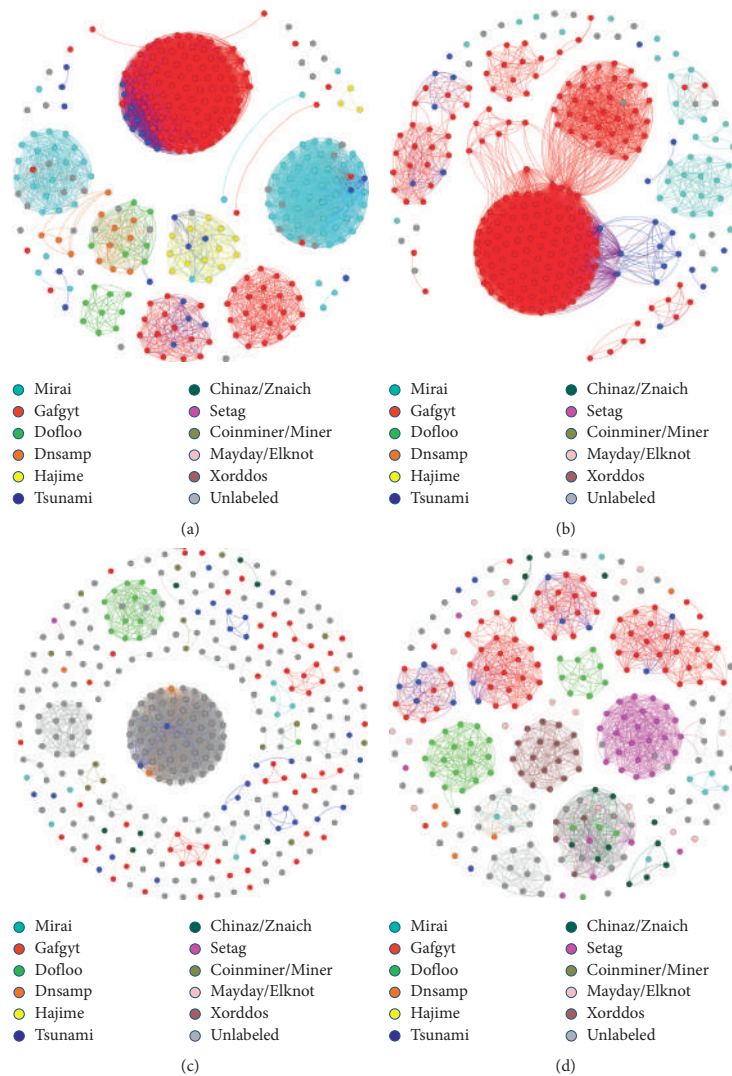 Mirai Chinaz/Znaich
Gafgyt Setag
Dofloo Coinminer/Miner
Dnsamp Mayday/Elknot
Hajime Xorddos
Tsunami Unlabeled
(a)
Mirai Chinaz/Znaich
Gafgyt Setag
Dofloo Coinminer/Miner
Dnsamp Mayday/Elknot
Hajime Xorddos
Tsunami Unlabeled
(b)
Mirai Chinaz/Znaich
Gafgyt Setag
Dofloo Coinminer/Miner
Dnsamp Mayday/Elknot
Hajime Xorddos
Tsunami Unlabeled
(c)
Mirai Chinaz/Znaich
Gafgyt Setag
Dofloo Coinminer/Miner
Dnsamp Mayday/Elknot
Hajime Xorddos
Tsunami Unlabeled
(d)